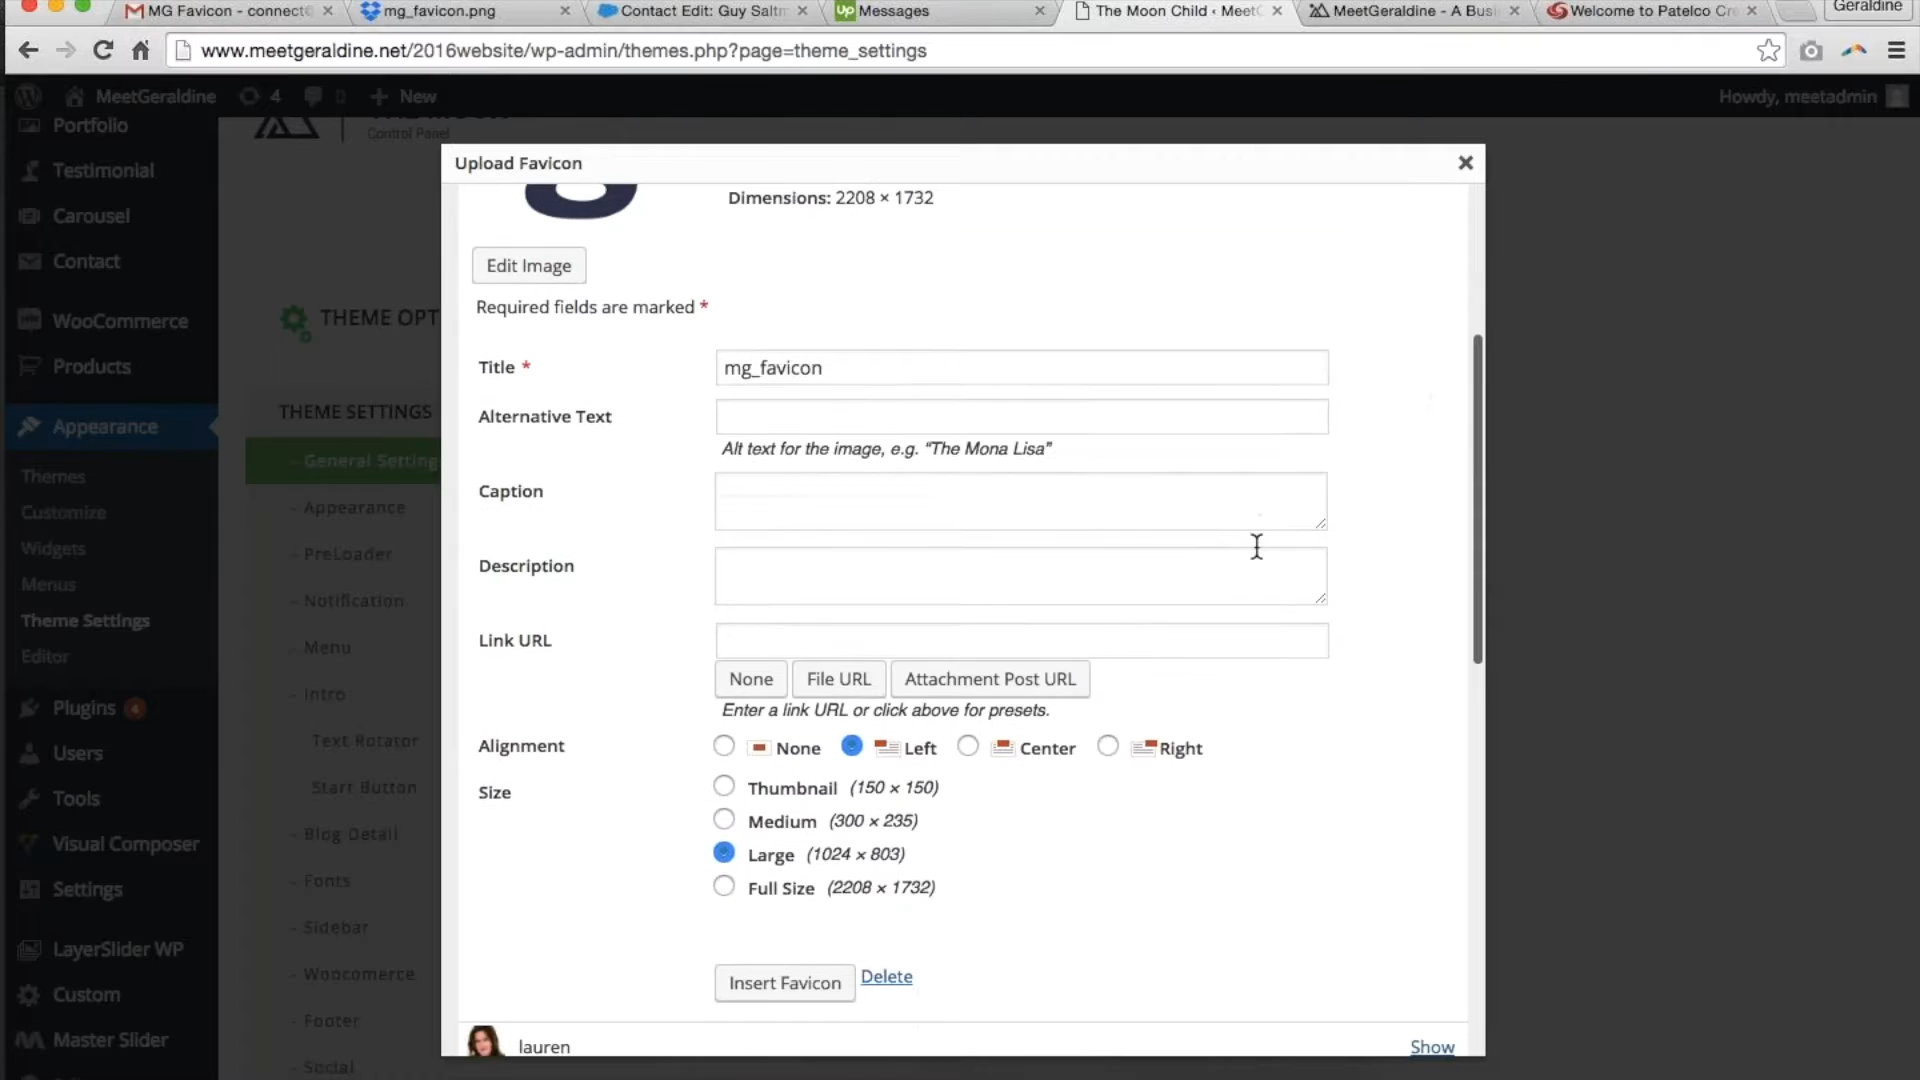 MG Favicon - connect
mg_favicon.png
Contact Edit: Guy Saltm
Up Messages
The Moon Child ‹ Meet
MeetGeraldine - A Busi
Welcome to Patelco Cr
Geraldine
www.meetgeraldine.net/2016website/wp-admin/themes.php?page=theme_settings
MeetGeraldine
4
0
+ New
Howdy, meetadmin
Portfolio
Testimonial
Carousel
Contact
WooCommerce
Products
Appearance
Themes
Customize
Widgets
Menus
Theme Settings
Editor
Plugins 4
Users
Tools
Visual Composer
Settings
LayerSlider WP
Custom
Master Slider
Control Panel
THEME OPT
THEME SETTINGS
- General Setting
- Appearance
- PreLoader
- Notification
- Menu
- Intro
Text Rotator
Start Button
- Blog Detail
- Fonts
- Sidebar
- Woocomerce
- Footer
- Social
Upload Favicon
Dimensions: 2208 × 1732
Edit Image
Required fields are marked *
Title *
mg_favicon
Alternative Text
Alt text for the image, e.g. “The Mona Lisa”
Caption
Description
Link URL
None
File URL
Attachment Post URL
Enter a link URL or click above for presets.
Alignment
None
Left
Center
Right
Size
Thumbnail (150 × 150)
Medium (300 × 235)
Large (1024 × 803)
Full Size (2208 × 1732)
Insert Favicon
Delete
lauren
Show